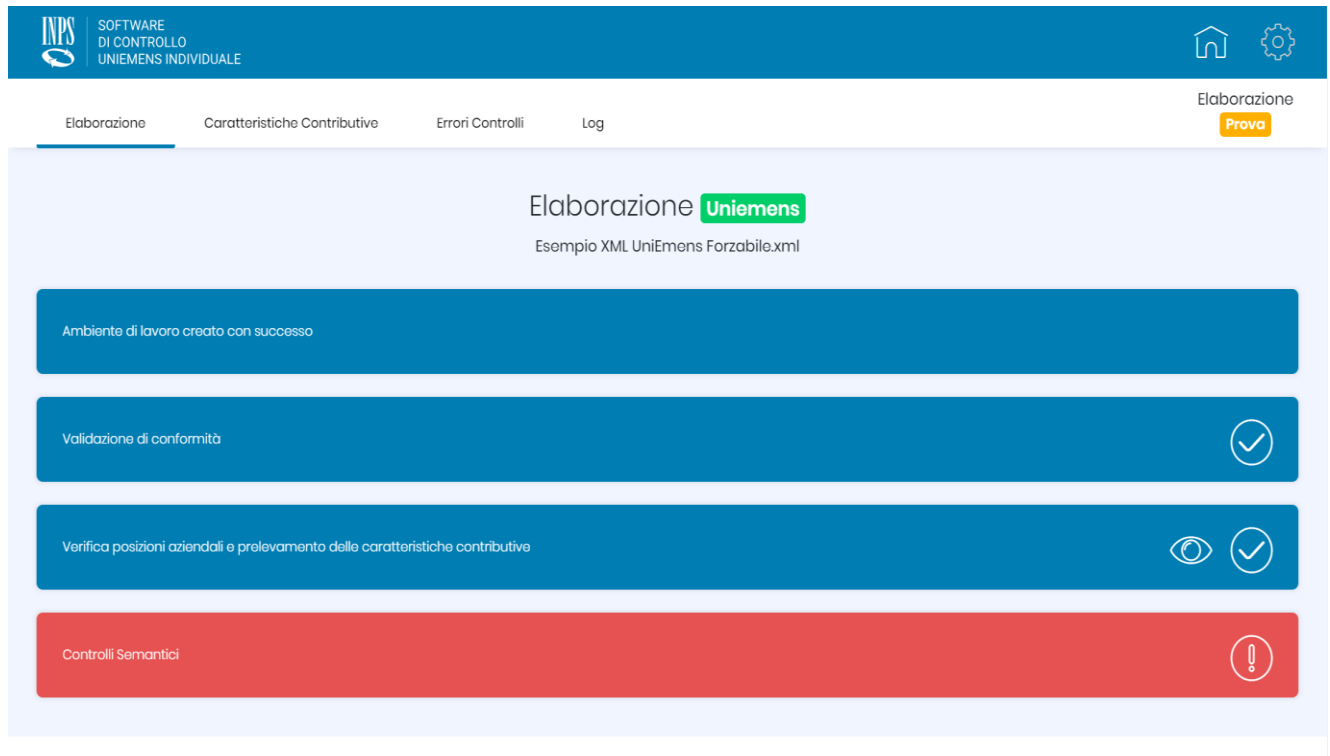 INPS
SOFTWARE
DI CONTROLLO
UNIEMENS INDIVIDUALE
Elaborazione
Caratteristiche Contributive
Errori Controlli
Log
Elaborazione
Prova
Elaborazione Uniemens
Esempio XML UniEmens Forzabile.xml
Ambiente di lavoro creato con successo
Validazione di conformità
Verifica posizioni aziendali e prelevamento delle caratteristiche contributive
Controlli Semantici